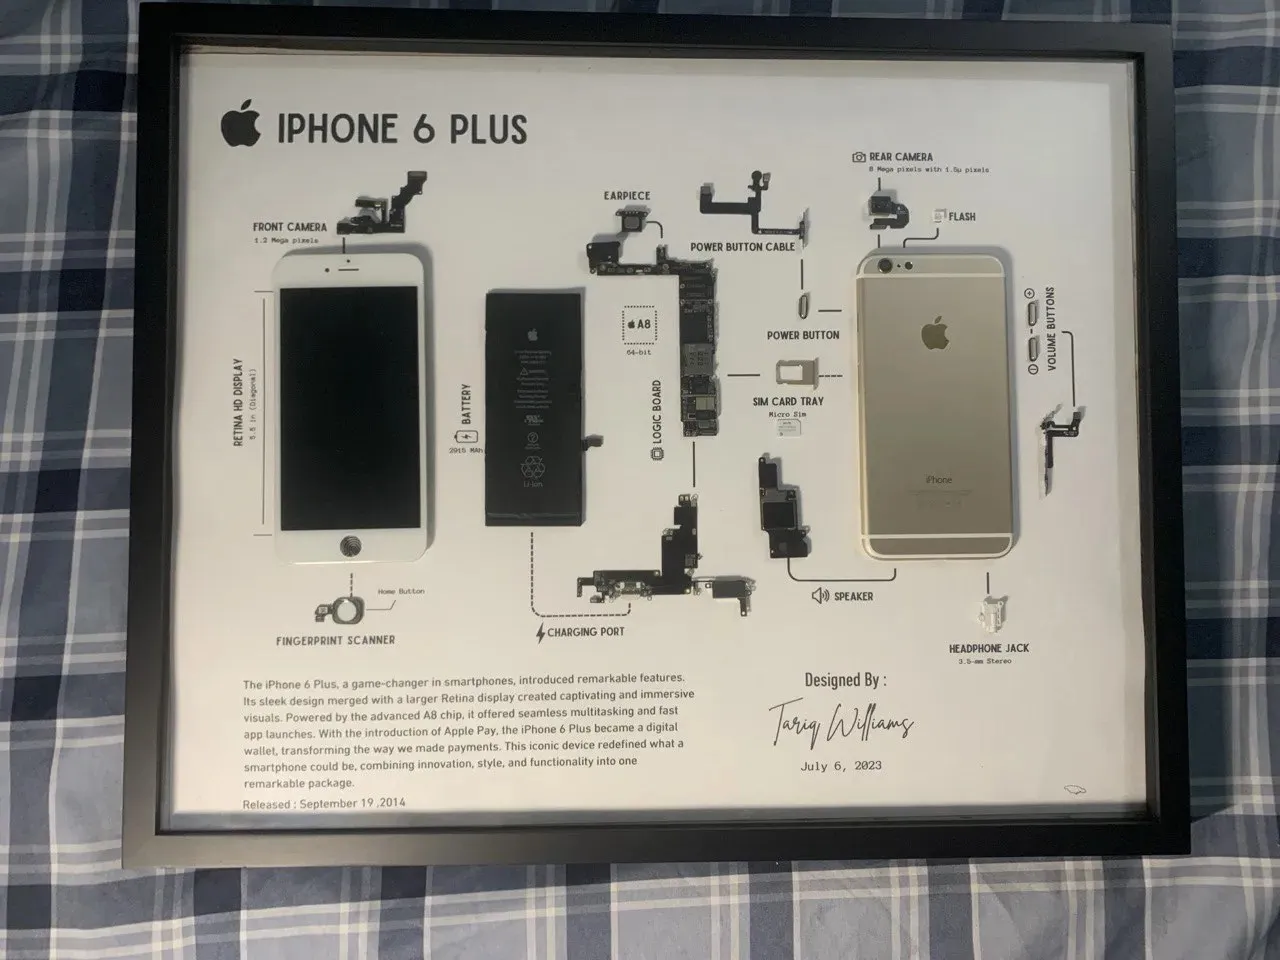 IPHONE 6 PLUS
REAR CAMERA
8 Mega pixels with 1.5µ pixels
EARPIECE
FLASH
FRONT CAMERA
1.2 Mega pixels
POWER BUTTON CABLE
VOLUME BUTTONS
A8
64-bit
POWER BUTTON
RETINA HD DISPLAY
5.5 in (Diagonal)
BATTERY
2915 MAh
LOGIC BOARD
SIM CARD TRAY
Micro Sim
Li-ion
iPhone
Home Button
FINGERPRINT SCANNER
CHARGING PORT
SPEAKER
HEADPHONE JACK
3.5-mm Stereo
The iPhone 6 Plus, a game-changer in smartphones, introduced remarkable features.
Its sleek design merged with a larger Retina display created captivating and immersive
visuals. Powered by the advanced A8 chip, it offered seamless multitasking and fast
app launches. With the introduction of Apple Pay, the iPhone 6 Plus became a digital
wallet, transforming the way we made payments. This iconic device redefined what a
smartphone could be, combining innovation, style, and functionality into one
remarkable package.
Released : September 19 ,2014
Designed By :
Tariq Williams
July 6, 2023